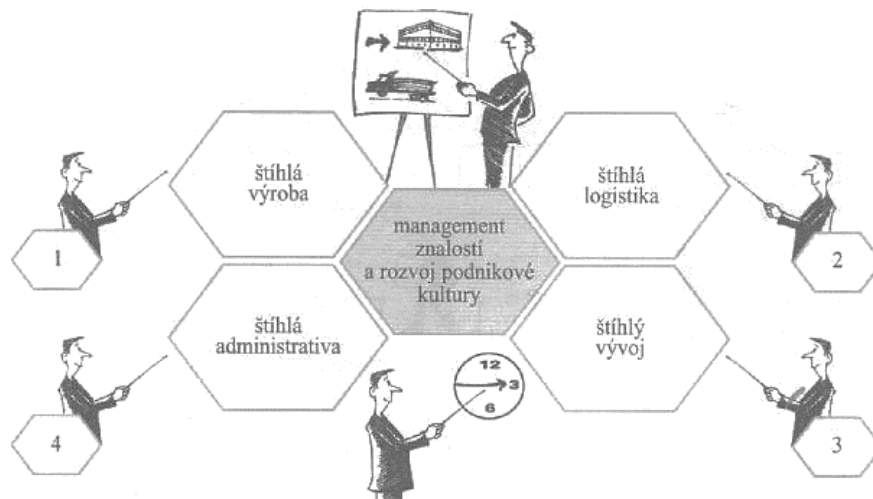 štíhlá
výroba
štíhlá
logistika
1
management
znalostí
a rozvoj podnikové
kultury
2
štíhlá
administrativa
štíhlý
vývoj
12
3
6
4
3